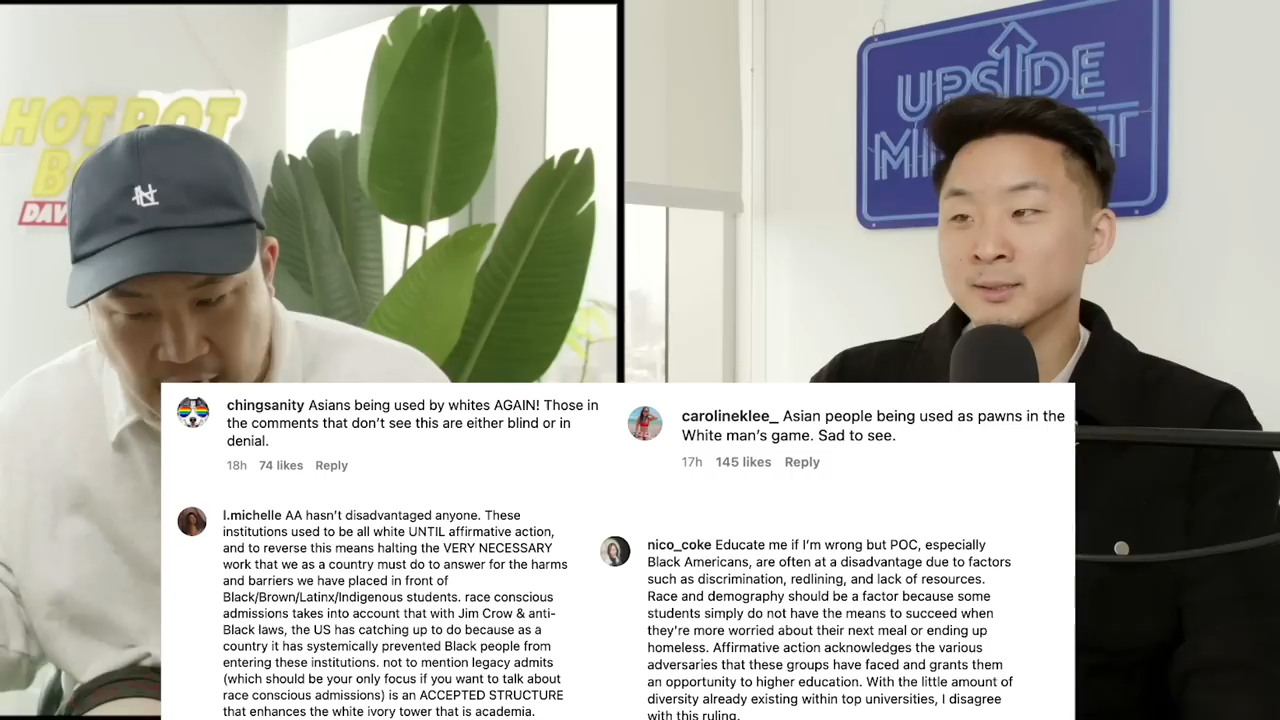 HOT POT
UPSIDE
chingsanity Asians being used by whites AGAIN! Those in
the comments that don't see this are either blind or in
denial.
18h 74 likes Reply
carolineklee_ Asian people being used as pawns in the
White man's game. Sad to see.
17h 145 likes Reply
l.michelle AA hasn't disadvantaged anyone. These
institutions used to be all white UNTIL affirmative action,
and to reverse this means halting the VERY NECESSARY
work that we as a country must do to answer for the harms
and barriers we have placed in front of
Black/Brown/Latinx/Indigenous students. race conscious
admissions takes into account that with Jim Crow & anti-
Black laws, the US has catching up to do because as a
country it has systemically prevented Black people from
entering these institutions. not to mention legacy admits
(which should be your only focus if you want to talk about
race conscious admissions) is an ACCEPTED STRUCTURE
that enhances the white ivory tower that is academia.
nico_coke Educate me if I'm wrong but POC, especially
Black Americans, are often at a disadvantage due to factors
such as discrimination, redlining, and lack of resources.
Race and demography should be a factor because some
students simply do not have the means to succeed when
they're more worried about their next meal or ending up
homeless. Affirmative action acknowledges the various
adversaries that these groups have faced and grants them
an opportunity to higher education. With the little amount of
diversity already existing within top universities, I disagree
with this ruling.